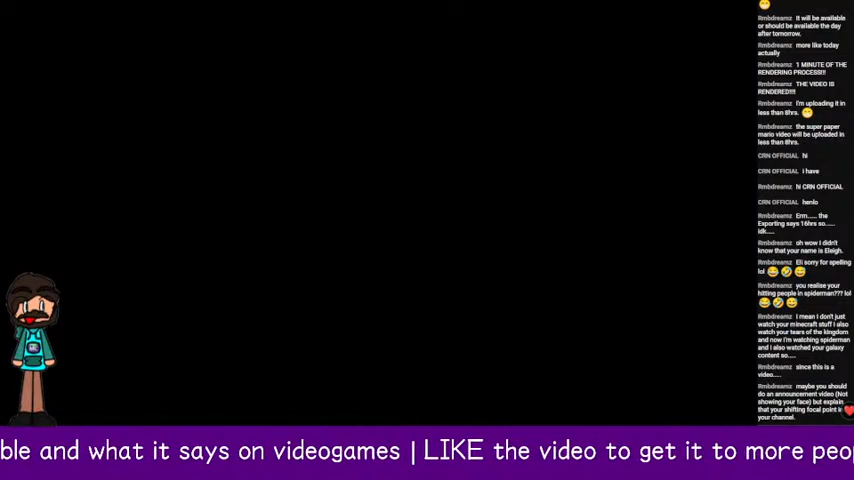 Rmbdreamz It will be available
or should be available the day
after tomorrow.
Rmbdreamz more like today
actually
Rmbdreamz 1 MINUTE OF THE
RENDERING PROCESS!!!
Rmbdreamz THE VIDEO IS
RENDERED!!!!
Rmbdreamz I'm uploading it in
less than 8hrs. 😁
Rmbdreamz the super paper
mario video will be uploaded in
less than 8hrs.
CRN OFFICIAL hi
CRN OFFICIAL i have
Rmbdreamz hi CRN OFFICIAL
CRN OFFICIAL henlo
Rmbdreamz Erm...... the
Exporting says 16hrs so......
idk.....
Rmbdreamz oh wow I didn't
know that your name is Eleigh.
Rmbdreamz Eli sorry for spelling
lol 😂🤣😅
Rmbdreamz you realise your
hitting people in spiderman??? lol
😂🤣😅
Rmbdreamz I mean I don't just
watch your minecraft stuff I also
watch your tears of the kingdom
and now I'm watching spiderman
and I also watched your galaxy
content so.....
Rmbdreamz since this is a
video.....
Rmbdreamz maybe you should
do an announcement video (Not
showing your face) but explain
that your shifting focal point in
your channel.
ble and what it says on videogames | LIKE the video to get it to more peop